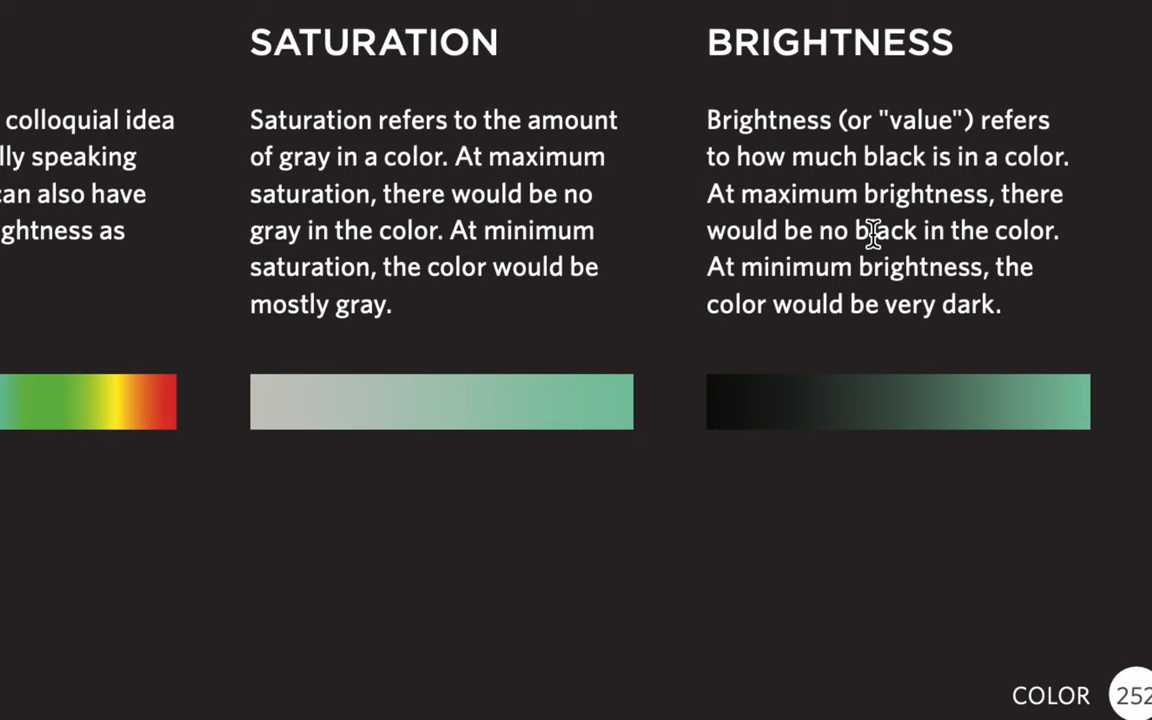 colloquial idea
lly speaking
can also have
ghtness as
SATURATION
Saturation refers to the amount
of gray in a color. At maximum
saturation, there would be no
gray in the color. At minimum
saturation, the color would be
mostly gray.
BRIGHTNESS
Brightness (or "value") refers
to how much black is in a color.
At maximum brightness, there
would be no black in the color.
At minimum brightness, the
color would be very dark.
COLOR 252